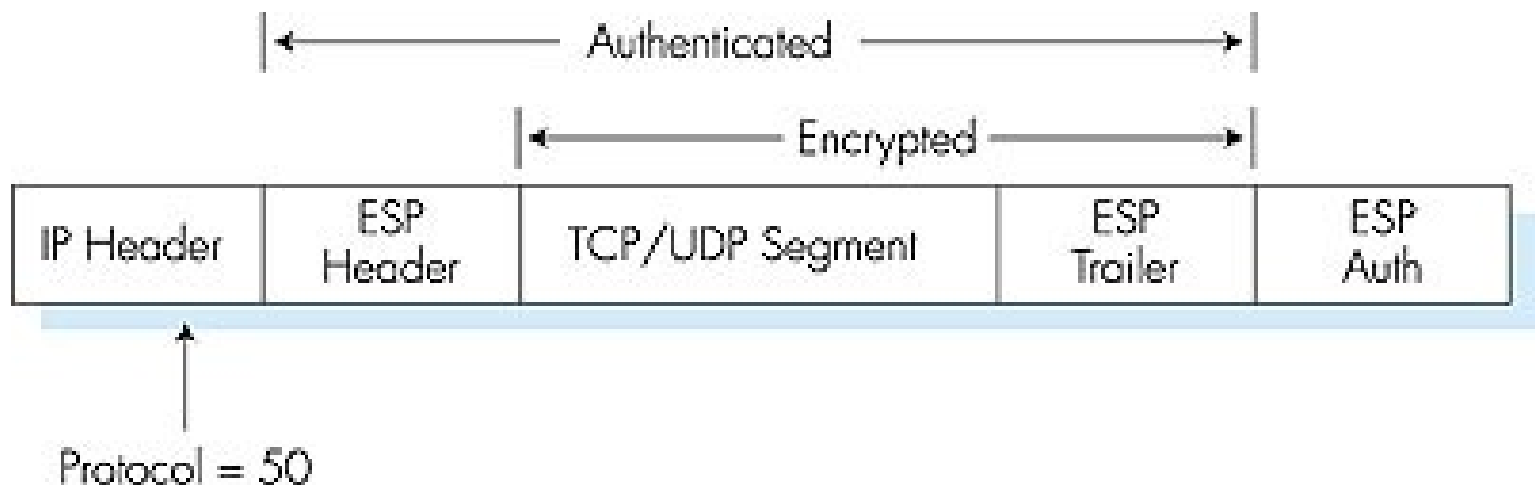 Authenticated
Encrypted
IP Header
ESP
Header
TCP/UDP Segment
ESP
Trailer
ESP
Auth
Protocol = 50